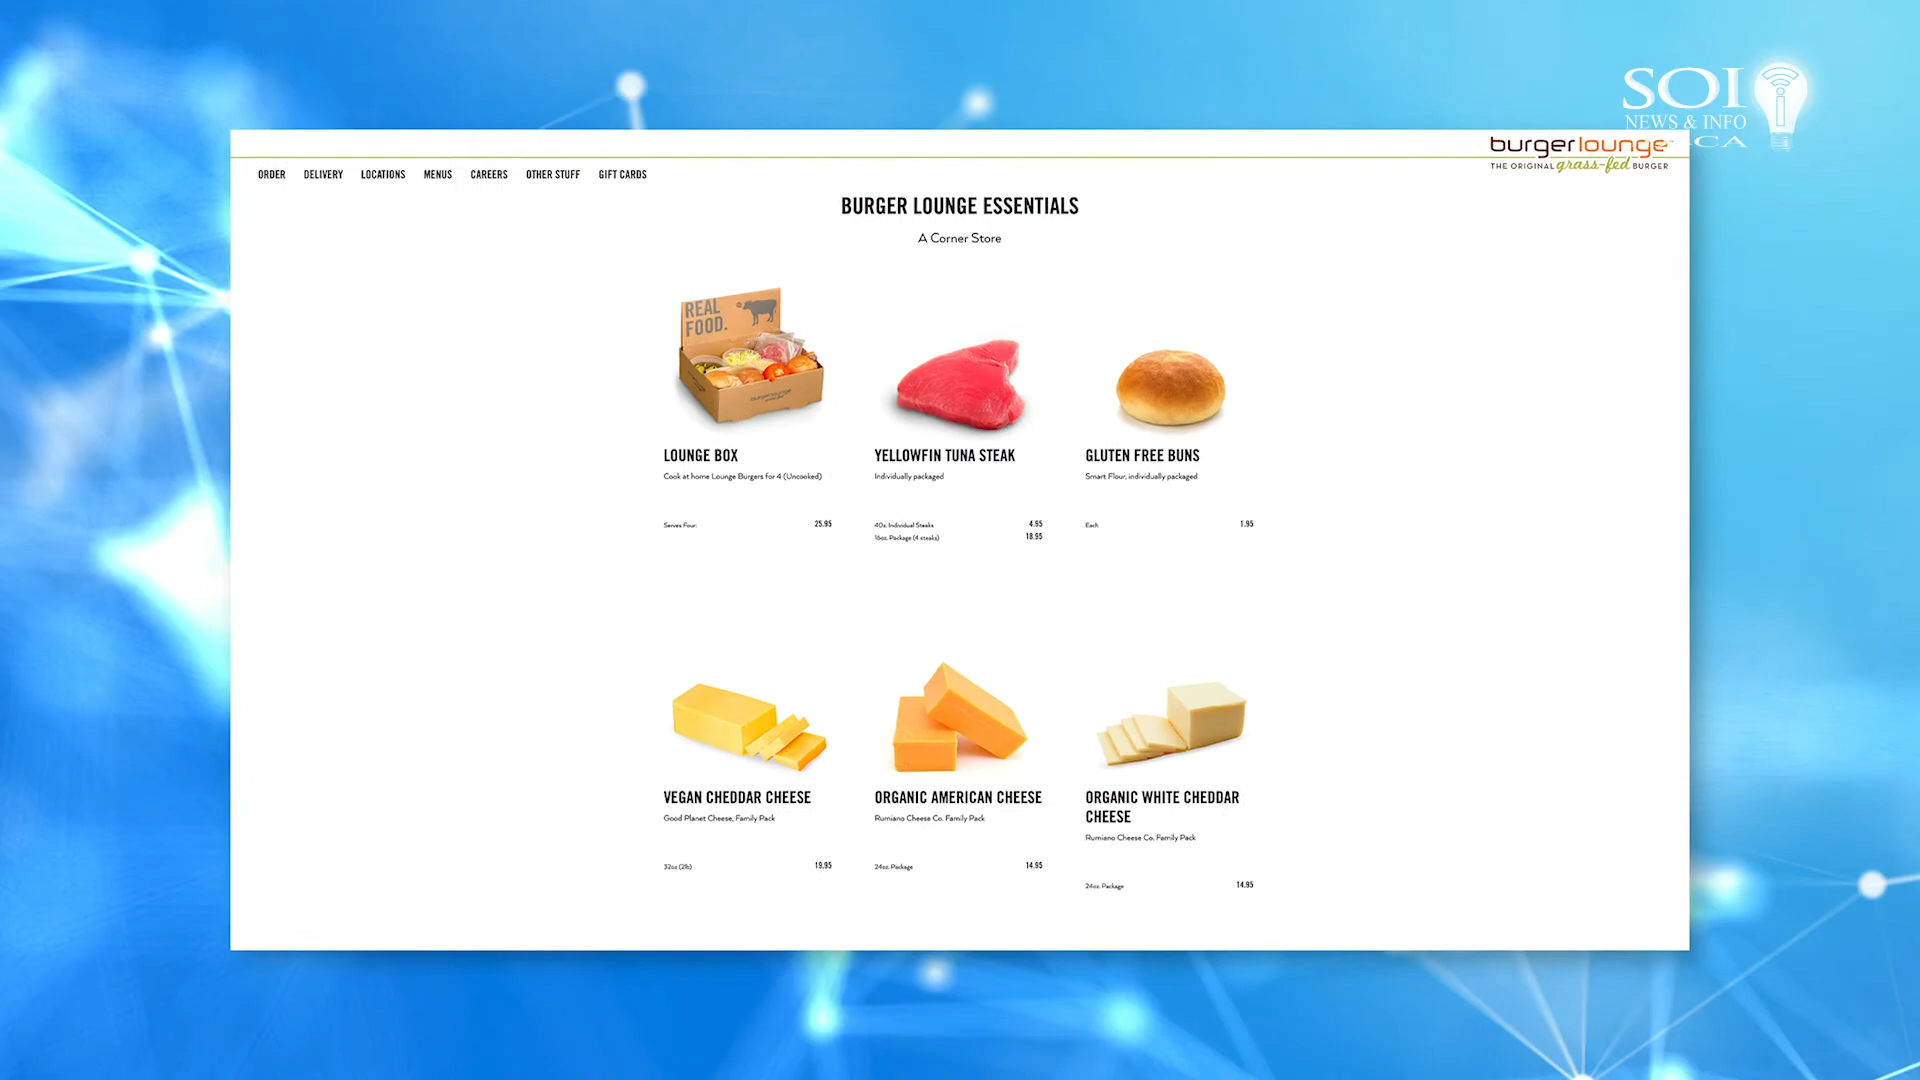 SOI
NEWS & INFO
CA
burgerlounge
THE ORIGINAL grass-fed BURGER
ORDER DELIVERY LOCATIONS MENUS CAREERS OTHER STUFF GIFT CARDS
BURGER LOUNGE ESSENTIALS
A Corner Store
REAL
FOOD.
burgerlounge
LOUNGE BOX
Cook at home Lounge Burgers for 4 (Uncooked)
Serves Four: 25.95
YELLOWFIN TUNA STEAK
Individually packaged
4Oz. Individual Steaks 4.95
16oz. Package (4 steaks) 18.95
GLUTEN FREE BUNS
Smart Flour, individually packaged
Each 1.95
VEGAN CHEDDAR CHEESE
Good Planet Cheese, Family Pack
32oz (2lb) 19.95
ORGANIC AMERICAN CHEESE
Rumiano Cheese Co. Family Pack
24oz. Package 14.95
ORGANIC WHITE CHEDDAR
CHEESE
Rumiano Cheese Co. Family Pack
24oz. Package 14.95